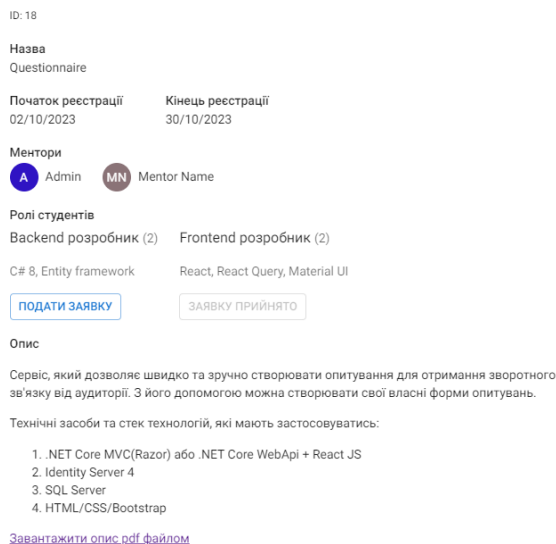 ID: 18
Назва
Questionnaire
Початок реєстрації Кінець реєстрації
02/10/2023 30/10/2023
Ментори
A Admin MN Mentor Name
Ролі студентів
Backend розробник (2) Frontend розробник (2)
C# 8, Entity framework React, React Query, Material UI
ПОДАТИ ЗАЯВКУ ЗАЯВКУ ПРИЙНЯТО
Опис
Сервіс, який дозволяє швидко та зручно створювати опитування для отримання зворотного
зв'язку від аудиторії. З його допомогою можна створювати свої власні форми опитувань.
Технічні засоби та стек технологій, які мають застосовуватись:
1. .NET Core MVC(Razor) або .NET Core WebApi + React JS
2. Identity Server 4
3. SQL Server
4. HTML/CSS/Bootstrap
Завантажити опис pdf файлом